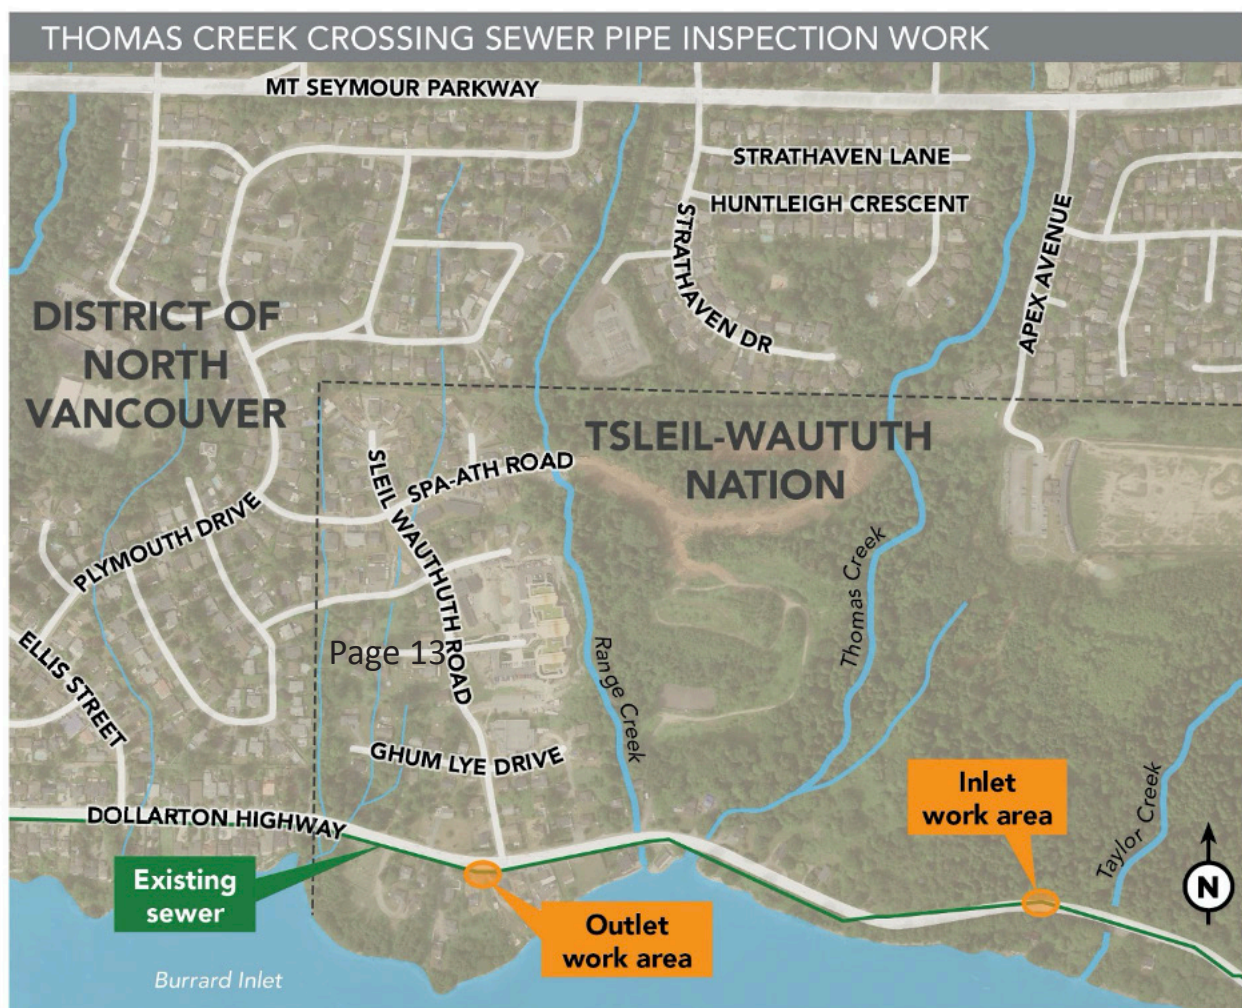 THOMAS CREEK CROSSING SEWER PIPE INSPECTION WORK
MT SEYMOUR PARKWAY
STRATHAVEN LANE
HUNTLEIGH CRESCENT
STRATHAVEN DR
APEX AVENUE
DISTRICT OF
NORTH
VANCOUVER
TSLEIL-WAUTUTH
NATION
SPA-ATH ROAD
SLEIL WAUTHUTH ROAD
PLYMOUTH DRIVE
Thomas Creek
ELLIS STREET
Page 13
Range Creek
GHUM LYE DRIVE
Inlet
work area
Taylor Creek
DOLLARTON HIGHWAY
Existing
sewer
Outlet
work area
N
Burrard Inlet